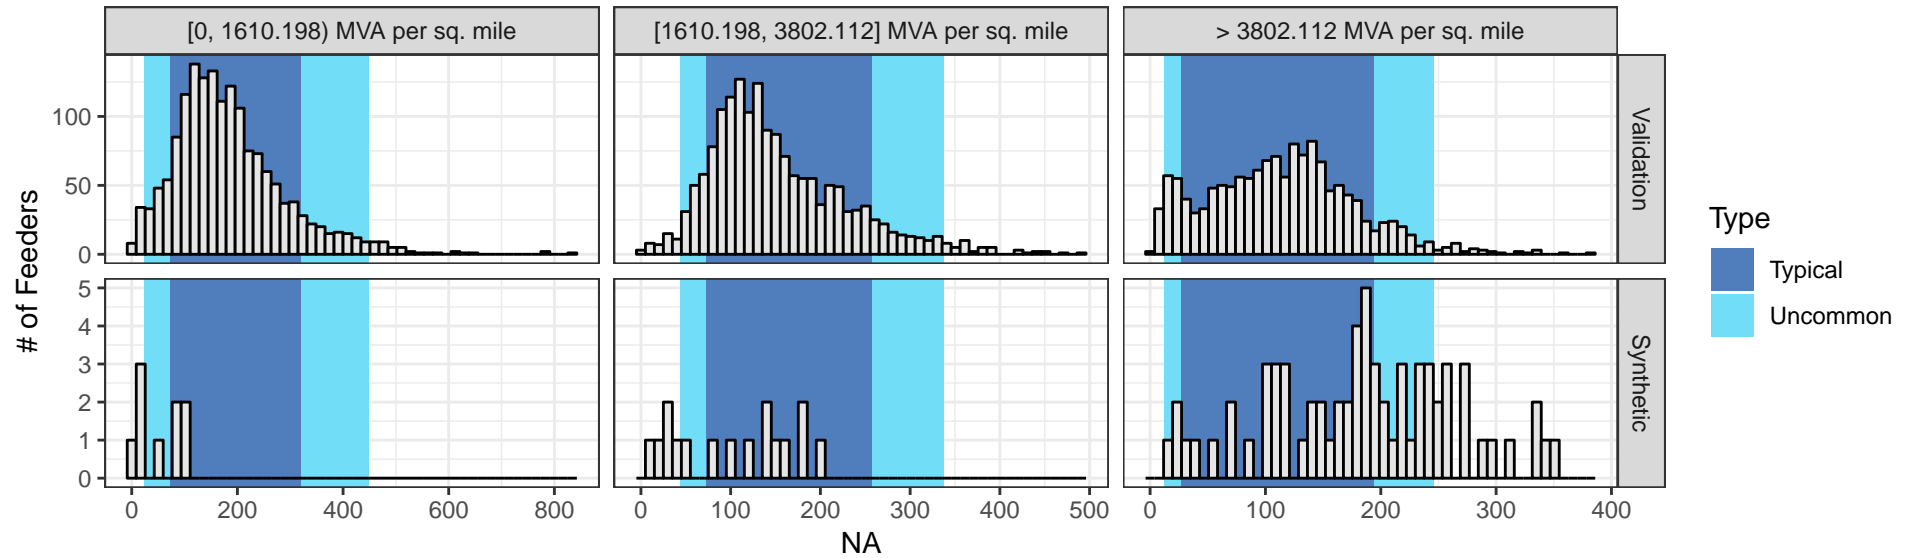 [0, 1610.198) MVA per sq. mile
[1610.198, 3802.112] MVA per sq. mile
> 3802.112 MVA per sq. mile
# of Feeders
100
50
0
Validation
5
4
3
2
1
0
Synthetic
0 200 400 600 800
0 100 200 300 400 500
0 100 200 300 400
NA
Type
Typical
Uncommon